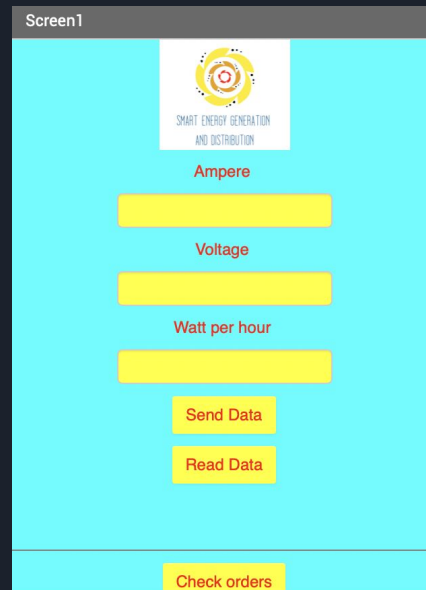 Screen1
SMART ENERGY GENERATION
AND DISTRIBUTION
Ampere
Voltage
Watt per hour
Send Data
Read Data
Check orders